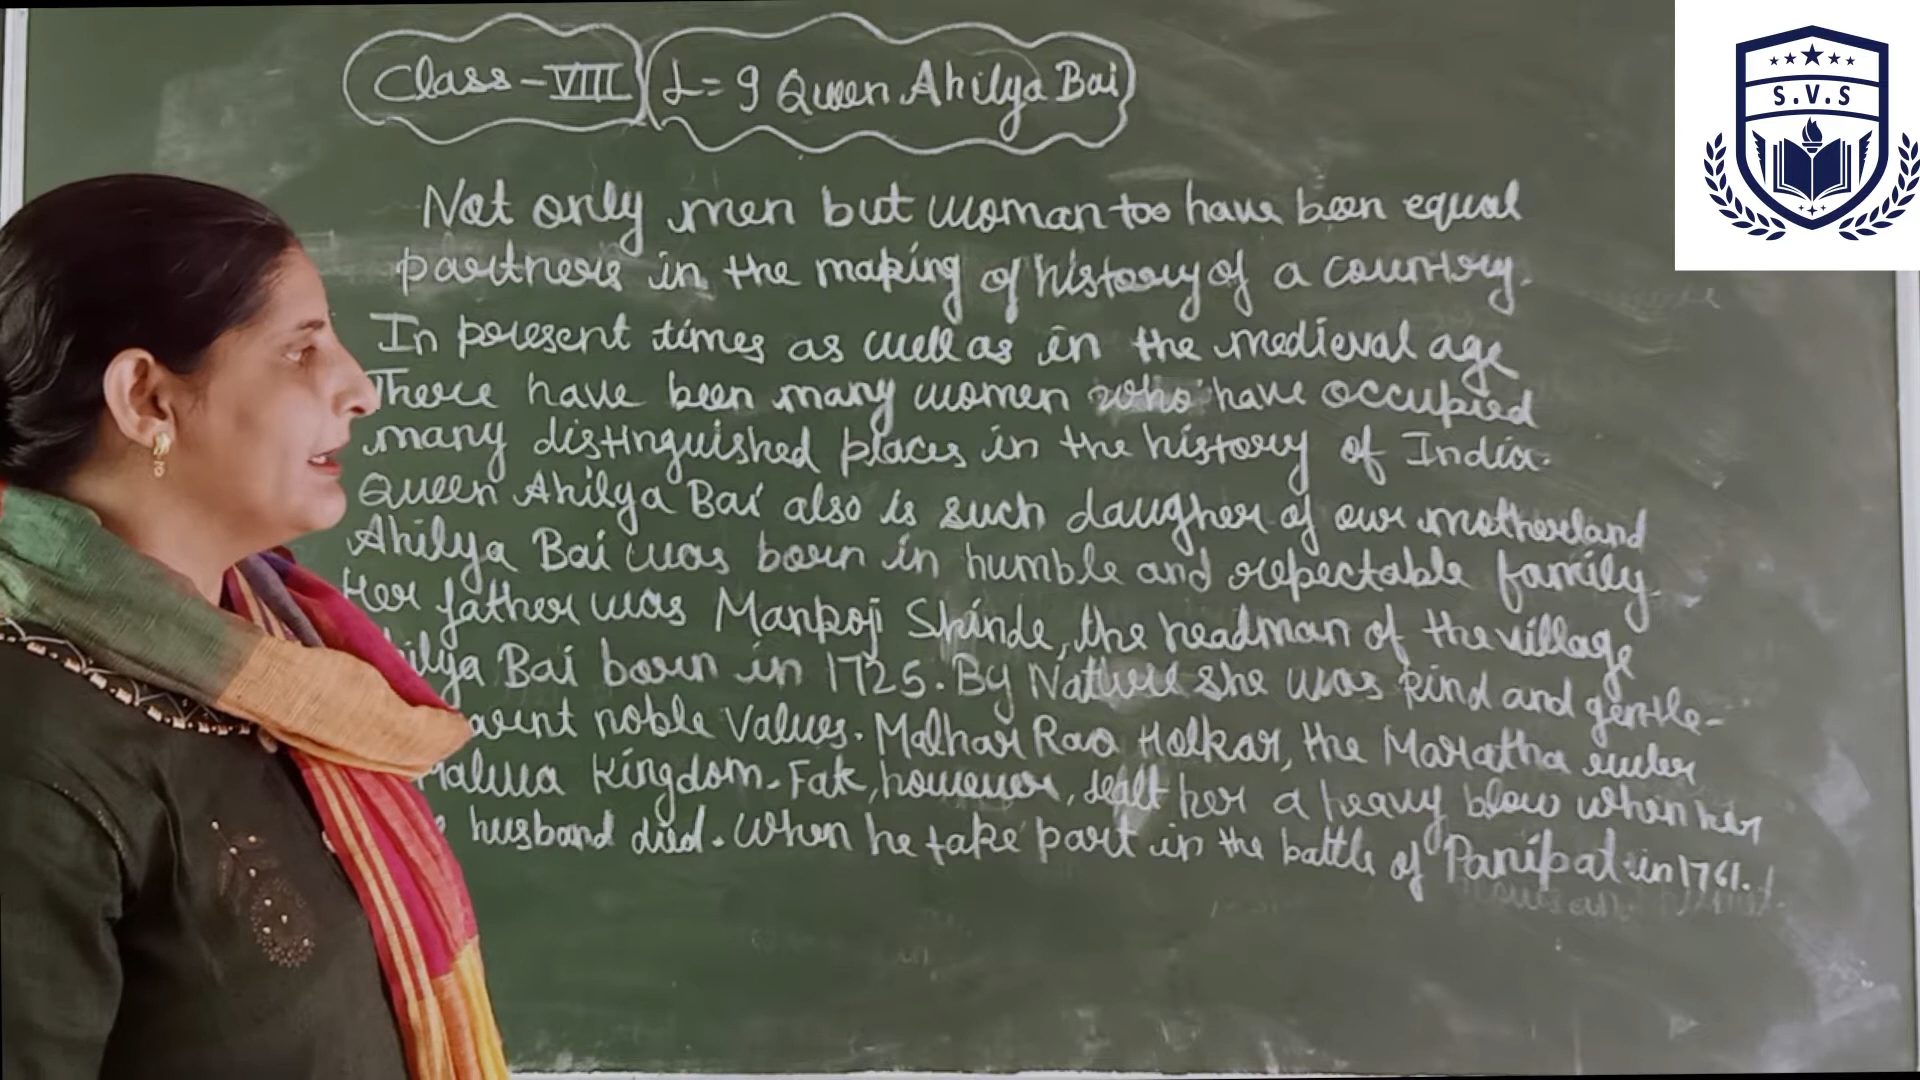 Class-VIII L=9 Queen Ahilya Bai
S.V.S
Not only men but woman too have been equal
partners in the making of history of a country.
In present times as well as in the medieval age
There have been many women who have occupied
many distinguished places in the history of India.
Queen Ahilya Bai also is such daugher of our motherland
Ahilya Bai was born in humble and repectable family.
Her father was Mankoji Shinde, the headman of the village
ilya Bai born in 1725. By Nature she was kind and gentle-
noble Values. Malhar Rao Holkar, the Maratha ruler
Malwa Kingdom. Fate, however, dealt her a heavy blow when her
husband died. When he take part in the battle of Panipat in 1761.